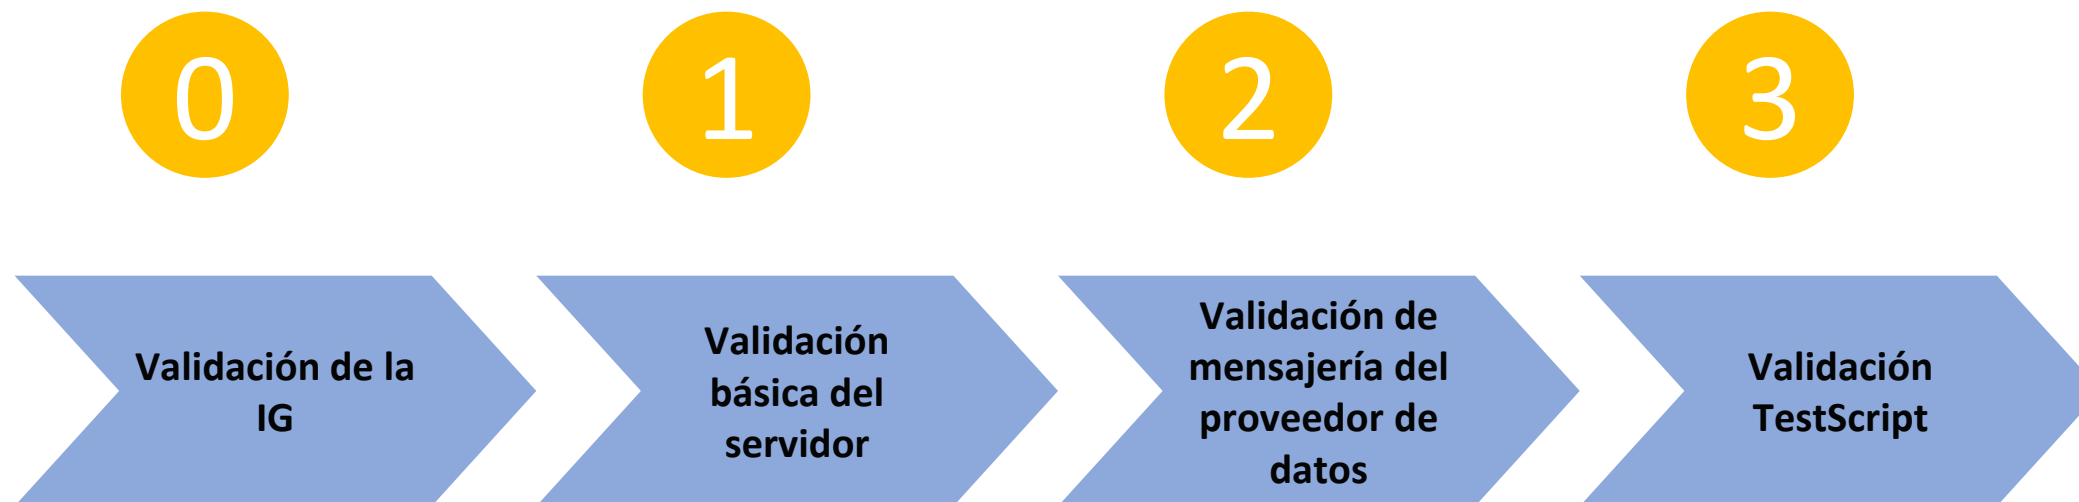 0
1
2
3
Validación de la
IG
Validación
básica del
servidor
Validación de
mensajería del
proveedor de
datos
Validación
TestScript